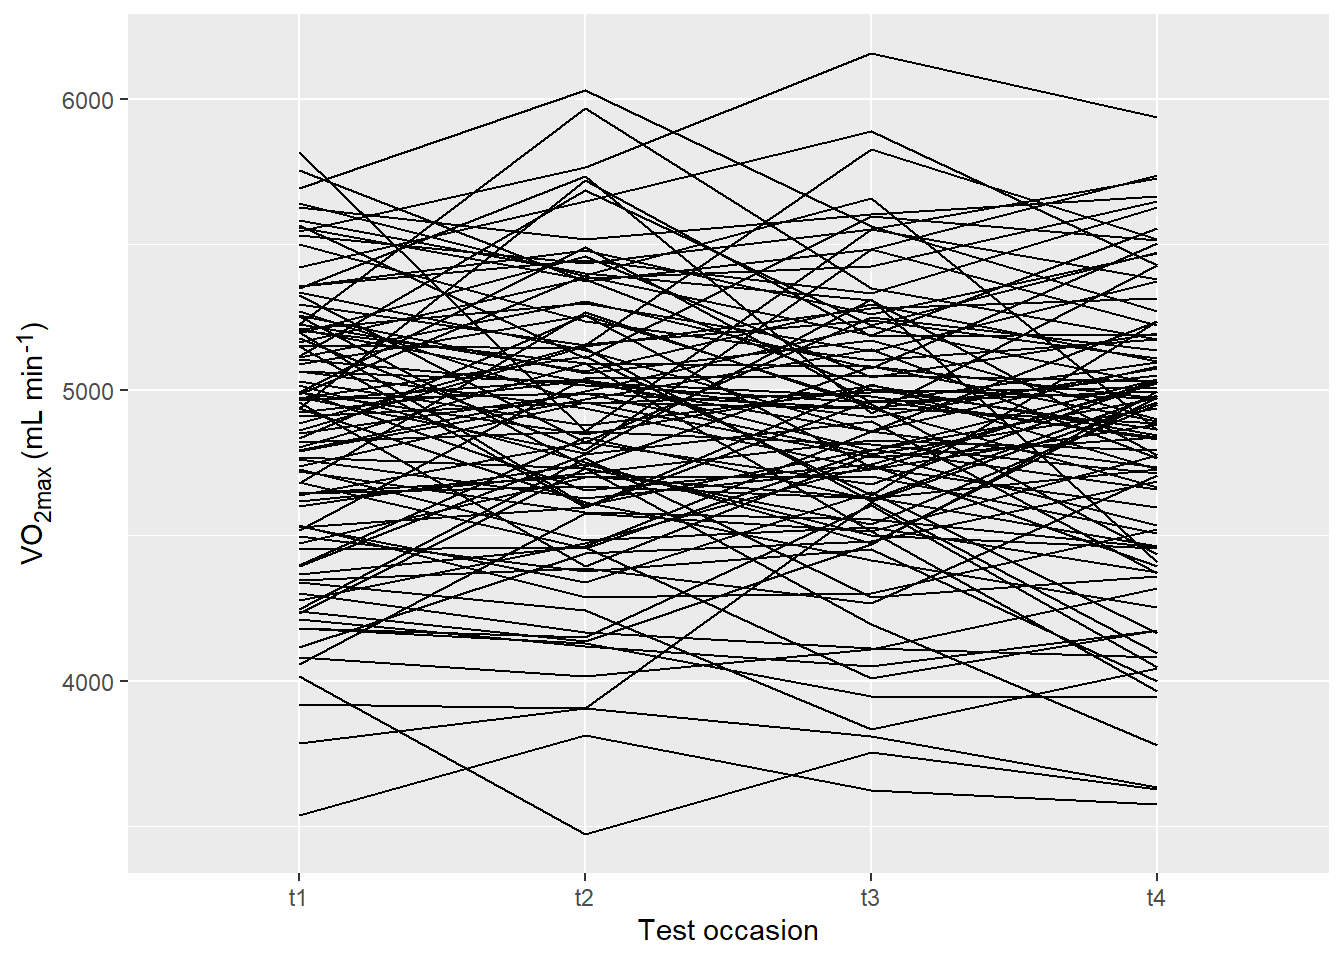 6000
5000
4000
VO2max (mL min-1)
t1 t2 t3 t4
Test occasion